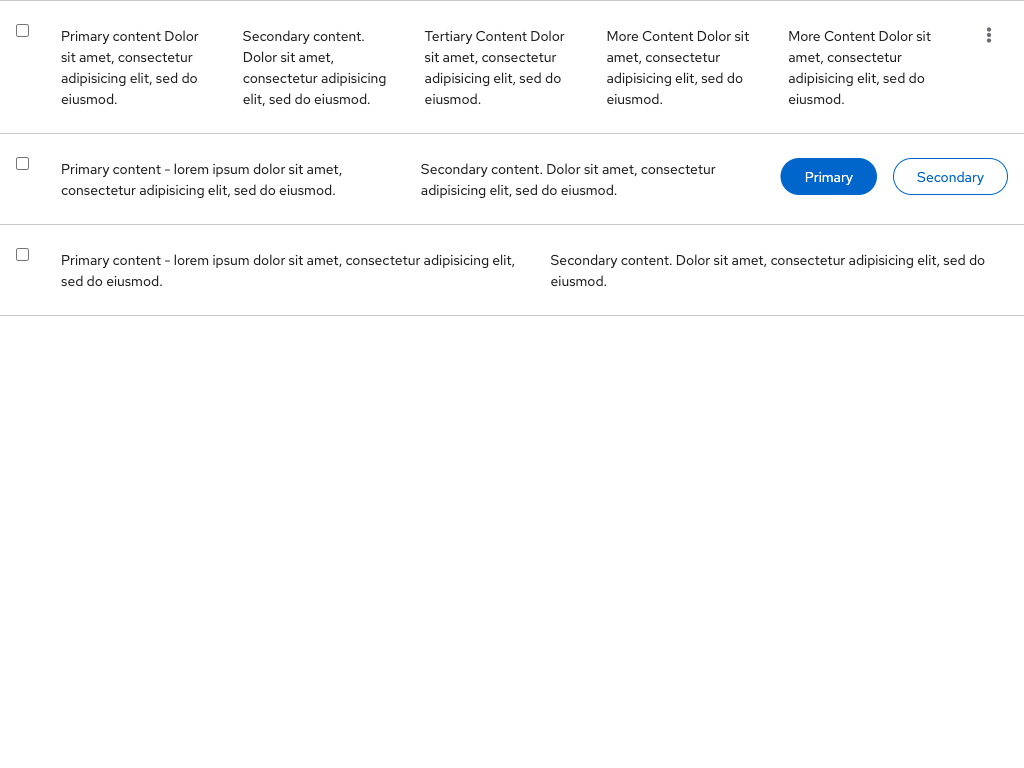 Primary content Dolor
sit amet, consectetur
adipisicing elit, sed do
eiusmod.
Secondary content.
Dolor sit amet,
consectetur adipisicing
elit, sed do eiusmod.
Tertiary Content Dolor
sit amet, consectetur
adipisicing elit, sed do
eiusmod.
More Content Dolor sit
amet, consectetur
adipisicing elit, sed do
eiusmod.
More Content Dolor sit
amet, consectetur
adipisicing elit, sed do
eiusmod.
Primary content - lorem ipsum dolor sit amet,
consectetur adipisicing elit, sed do eiusmod.
Secondary content. Dolor sit amet, consectetur
adipisicing elit, sed do eiusmod.
Primary
Secondary
Primary content - lorem ipsum dolor sit amet, consectetur adipisicing elit,
sed do eiusmod.
Secondary content. Dolor sit amet, consectetur adipisicing elit, sed do
eiusmod.